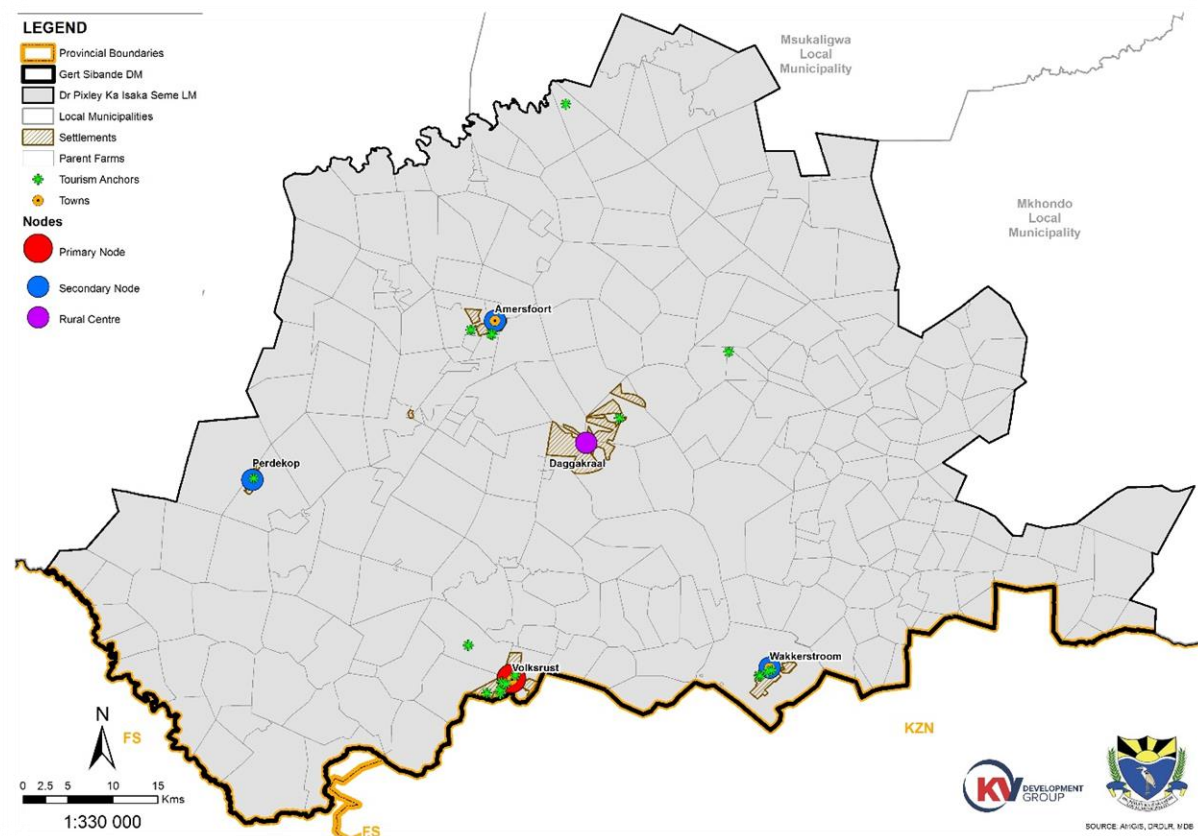 LEGEND
Provincial Boundaries
Gert Sibande DM
Dr Pixley Ka Isaka Seme LM
Local Municipalities
Settlements
Parent Farms
Tourism Anchors
Towns
Nodes
Primary Node
Secondary Node
Rural Centre
Msukaligwa
Local
Municipality
Mkhondo
Local
Municipality
Amersfoort
Daggakraal
Perdekop
Volksrust
Wakkerstroom
N
FS
FS
KZN
0 2.5 5 10 15
Kms
1:330 000
KV DEVELOPMENT
GROUP
SOURCE: DRDLR, MDB